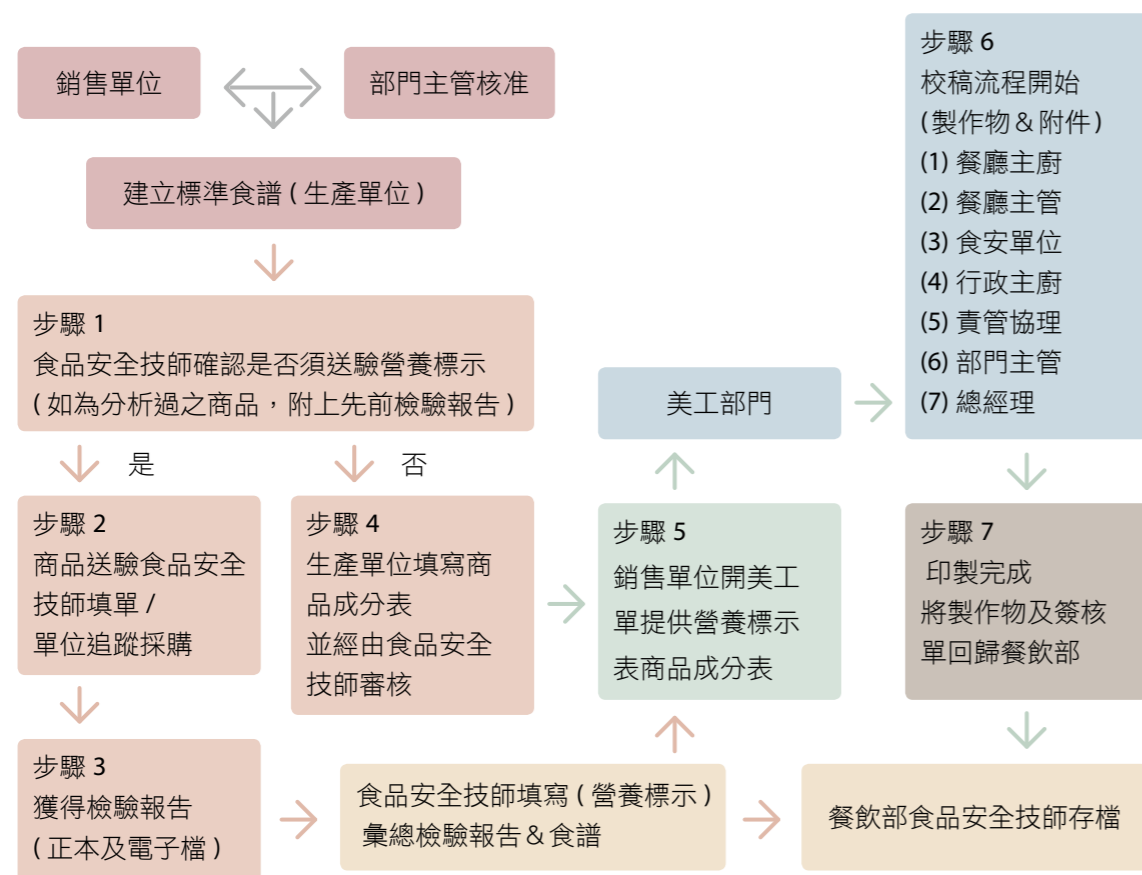 銷售單位
部門主管核准
建立標準食譜 ( 生產單位 )
步驟 1
食品安全技師確認是否須送驗營養標示
( 如為分析過之商品，附上先前檢驗報告 )
是
否
步驟 2
商品送驗食品安全
技師填單 /
單位追蹤採購
步驟 3
獲得檢驗報告
( 正本及電子檔 )
步驟 4
生產單位填寫商
品成分表
並經由食品安全
技師審核
食品安全技師填寫 ( 營養標示 )
彙總檢驗報告 & 食譜
步驟 5
銷售單位開美工
單提供營養標示
表商品成分表
美工部門
步驟 6
校稿流程開始
( 製作物 & 附件 )
(1) 餐廳主廚
(2) 餐廳主管
(3) 食安單位
(4) 行政主廚
(5) 責管協理
(6) 部門主管
(7) 總經理
步驟 7
印製完成
將製作物及簽核
單回歸餐飲部
餐飲部食品安全技師存檔